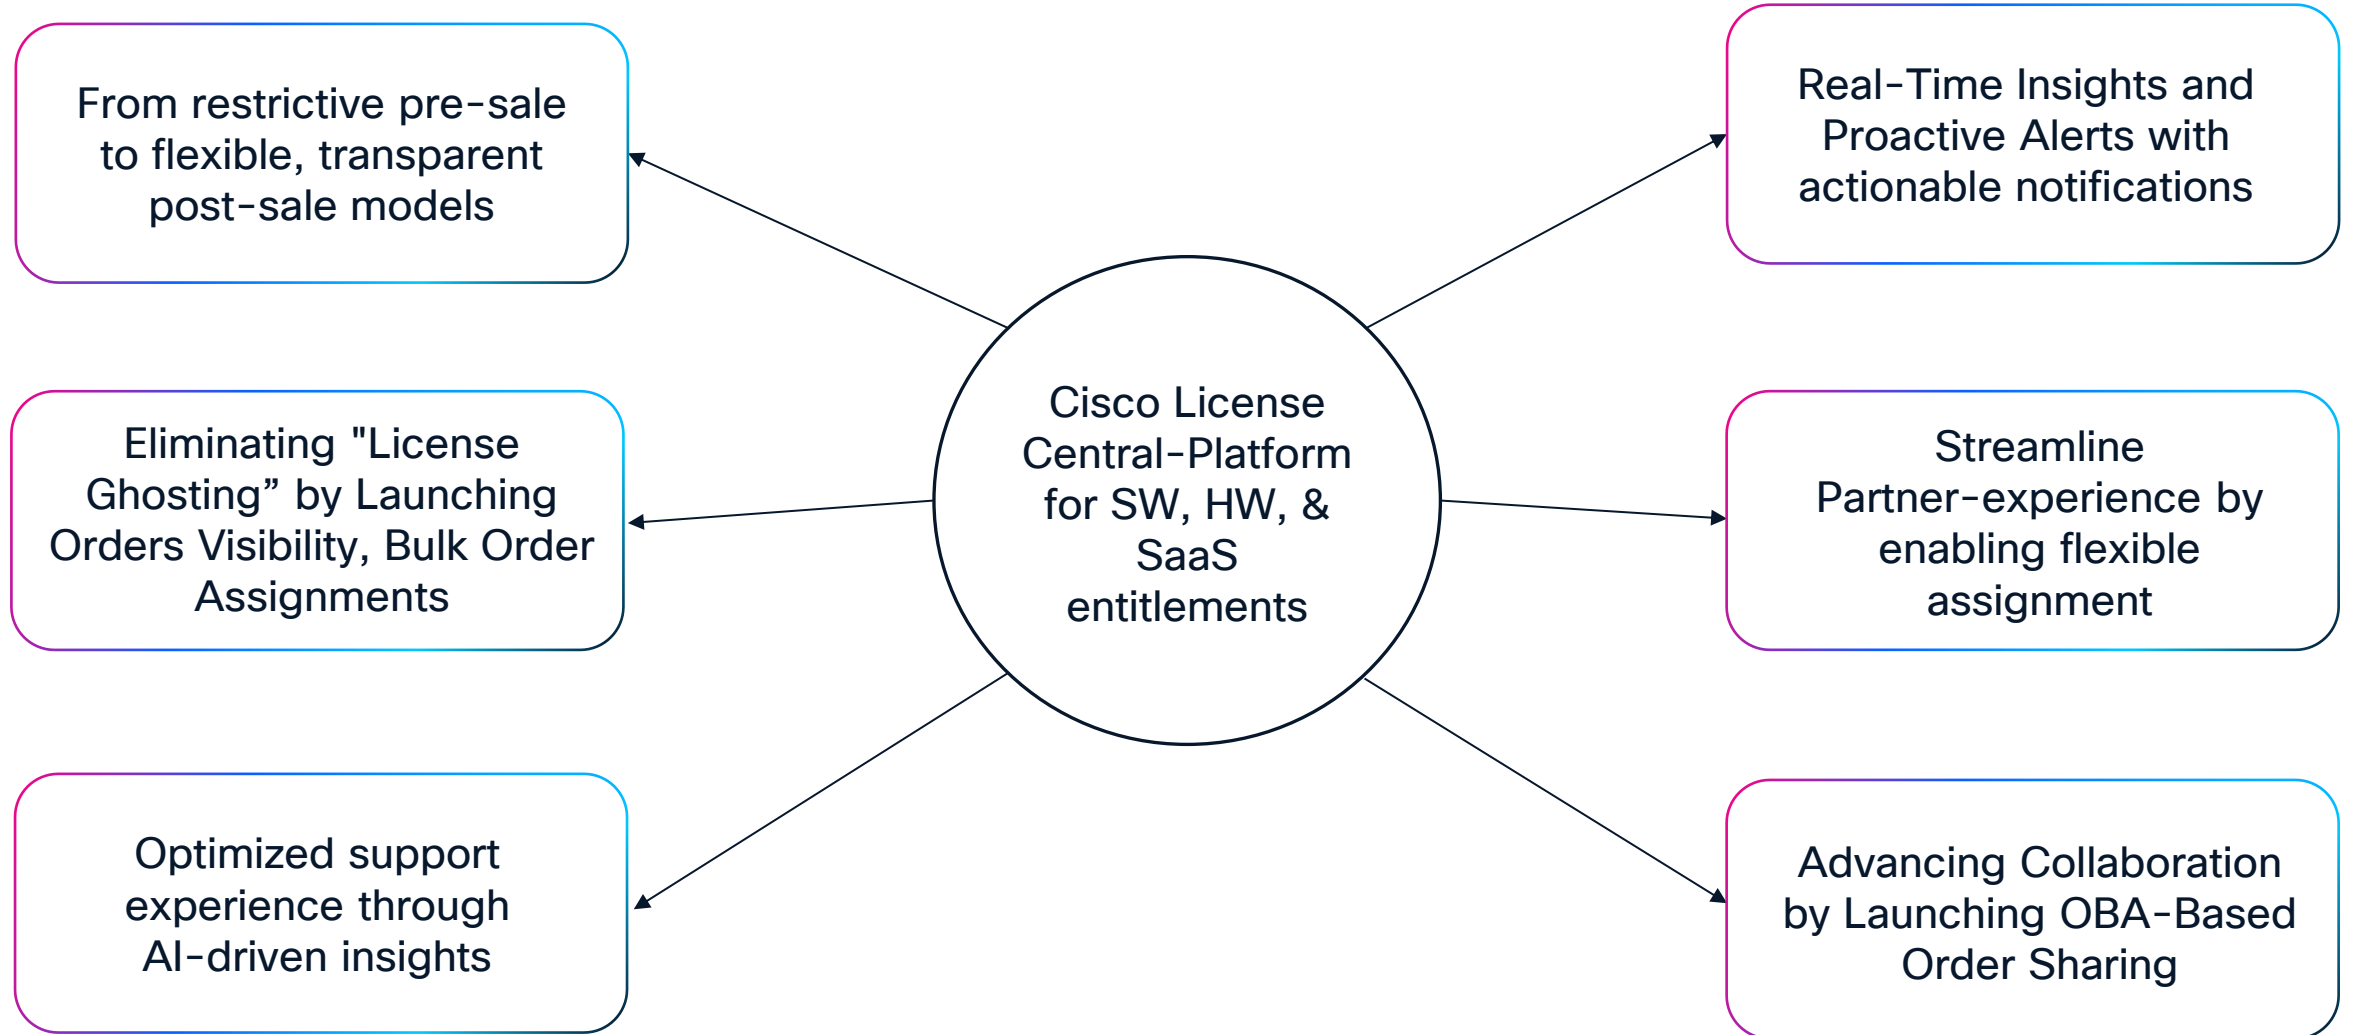 From restrictive pre-sale
to flexible, transparent
post-sale models
Real-Time Insights and
Proactive Alerts with
actionable notifications
Eliminating "License
Ghosting” by Launching
Orders Visibility, Bulk Order
Assignments
Cisco License
Central-Platform
for SW, HW, &
SaaS
entitlements
Streamline
Partner-experience by
enabling flexible
assignment
Optimized support
experience through
AI-driven insights
Advancing Collaboration
by Launching OBA-Based
Order Sharing